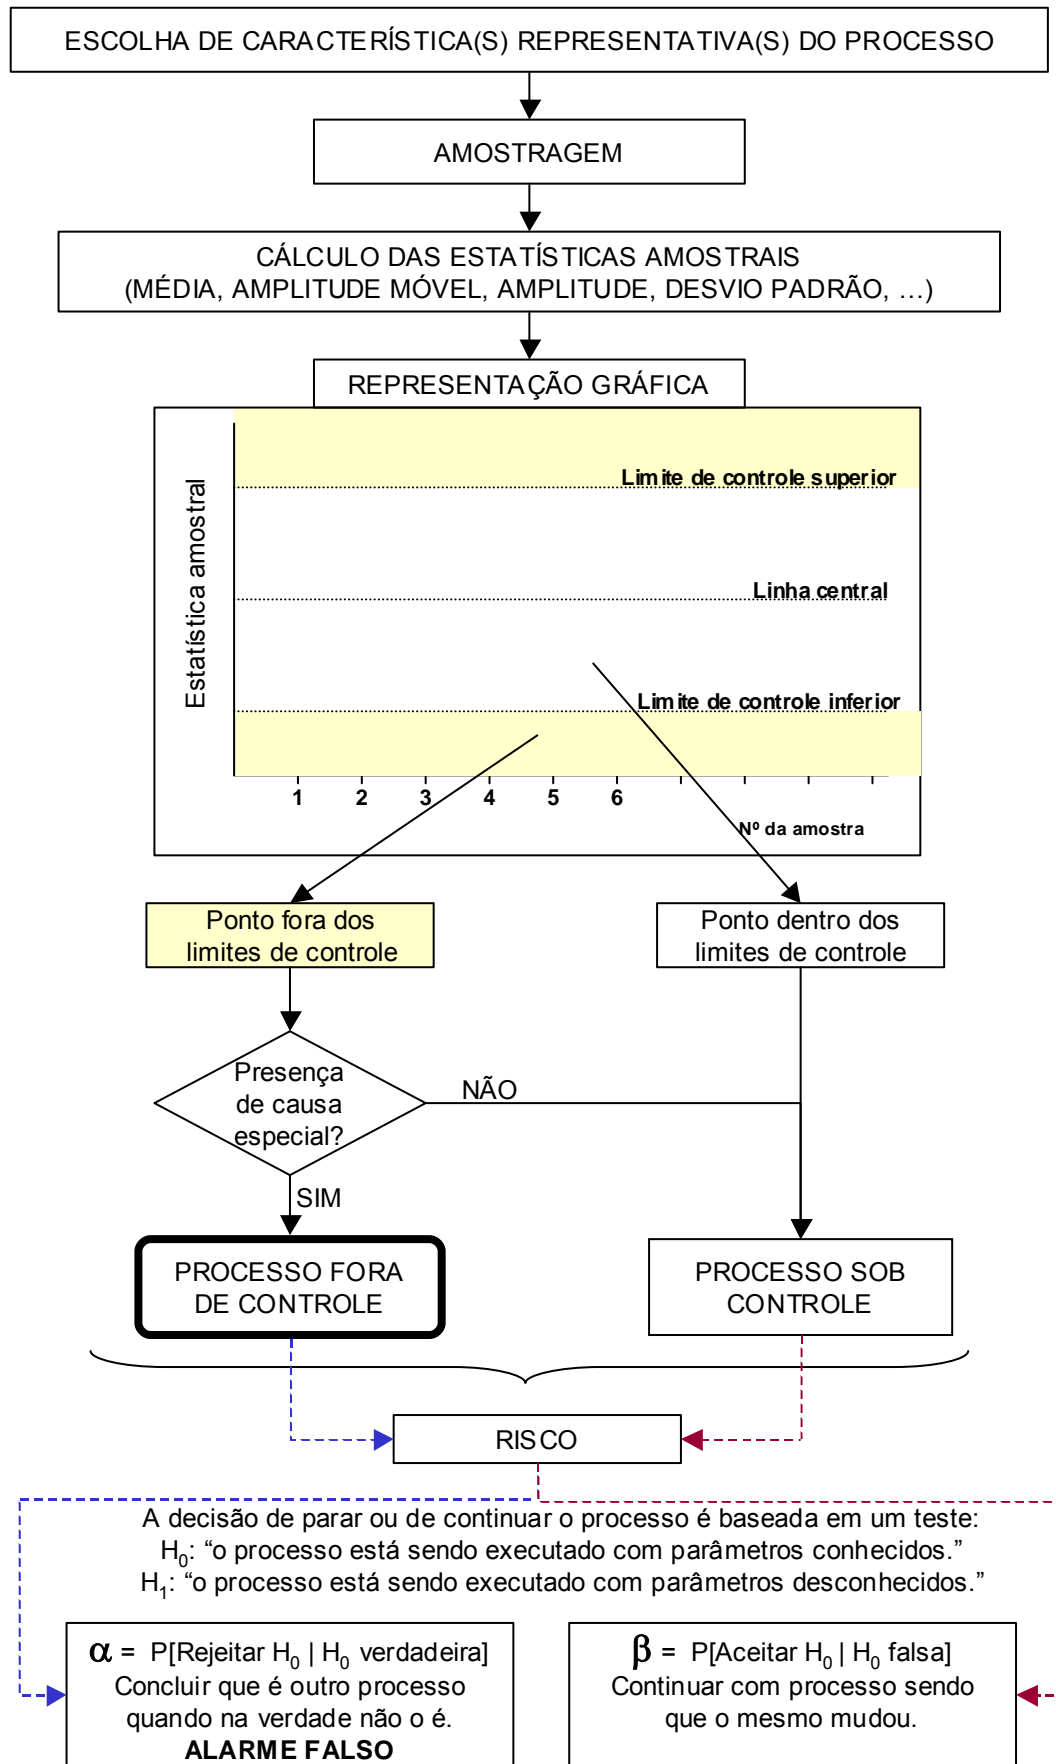 ESCOLHA DE CARACTERÍSTICA(S) REPRESENTATIVA(S) DO PROCESSO
AMOSTRAGEM
CÁLCULO DAS ESTATÍSTICAS AMOSTRAIS
(MÉDIA, AMPLITUDE MÓVEL, AMPLITUDE, DESVIO PADRÃO, ...)
REPRESENTAÇÃO GRÁFICA
Estatística amostral
Limite de controle superior
Linha central
Limite de controle inferior
1 2 3 4 5 6
Nº da amostra
Ponto fora dos
limites de controle
Ponto dentro dos
limites de controle
Presença
de causa
especial?
NÃO
SIM
PROCESSO FORA
DE CONTROLE
PROCESSO SOB
CONTROLE
RISCO
A decisão de parar ou de continuar o processo é baseada em um teste:
H₀: “o processo está sendo executado com parâmetros conhecidos.”
H₁: “o processo está sendo executado com parâmetros desconhecidos.”
α = P[Rejeitar H₀ | H₀ verdadeira]
Concluir que é outro processo
quando na verdade não o é.
ALARME FALSO
β = P[Aceitar H₀ | H₀ falsa]
Continuar com processo sendo
que o mesmo mudou.